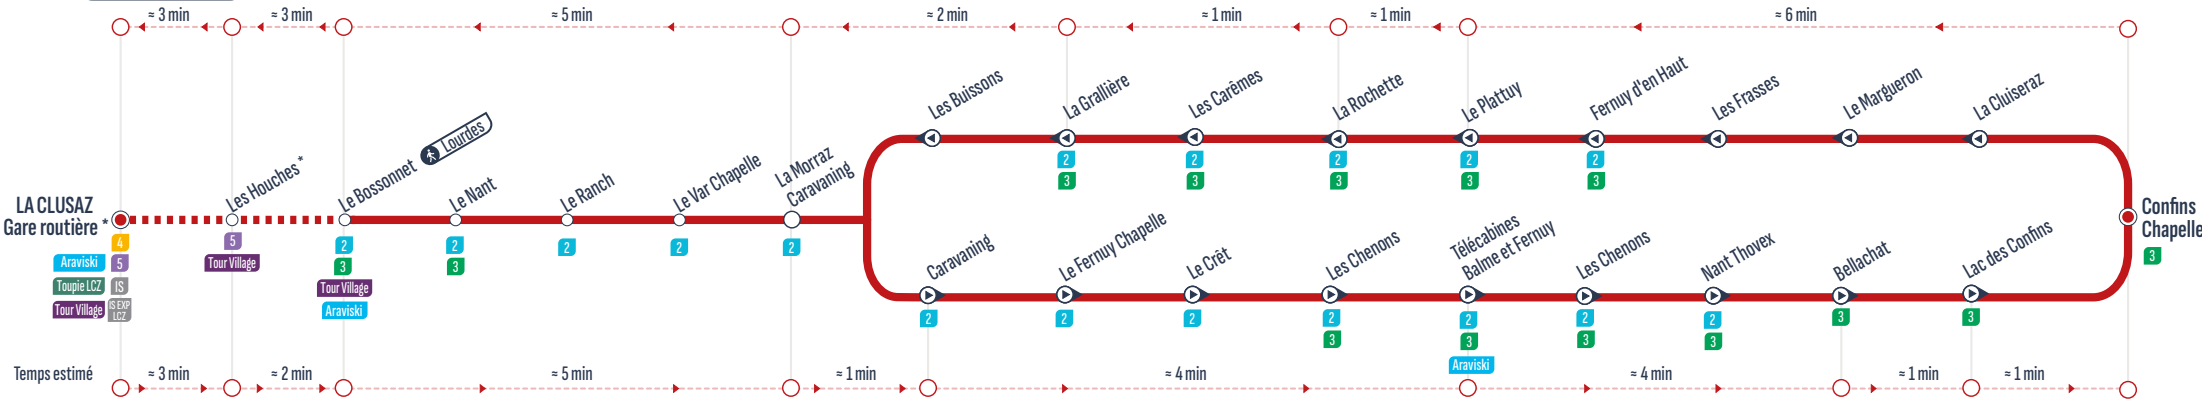 ≈ 3 min
≈ 3 min
≈ 5 min
≈ 2 min
≈ 1 min
≈ 1 min
≈ 6 min
Les Buissons
La Grallière
2
3
Les Carêmes
2
3
La Rochette
2
3
Le Plattuy
2
3
Fernuy d'en Haut
2
3
Les Frasses
Le Margueron
La Cluiseraz
LA CLUSAZ
Gare routière *
4
Araviski 5
Toupie LCZ IS
Tour Village IS EXP
LCZ
Les Houches *
5
Tour Village
Le Bossonnet
Lourdes
2
3
Tour Village
Araviski
Le Nant
2
3
Le Ranch
2
Le Var Chapelle
2
La Morraz
Caravaning
2
Caravaning
2
Le Fernuy Chapelle
2
Le Crêt
2
Les Chenons
2
3
Télécabines
Balme et Fernuy
2
3
Araviski
Les Chenons
2
3
Nant Thovex
2
3
Bellachat
3
Lac des Confins
3
Confins
Chapelle
3
Temps estimé
≈ 3 min
≈ 2 min
≈ 5 min
≈ 1 min
≈ 4 min
≈ 4 min
≈ 1 min
≈ 1 min